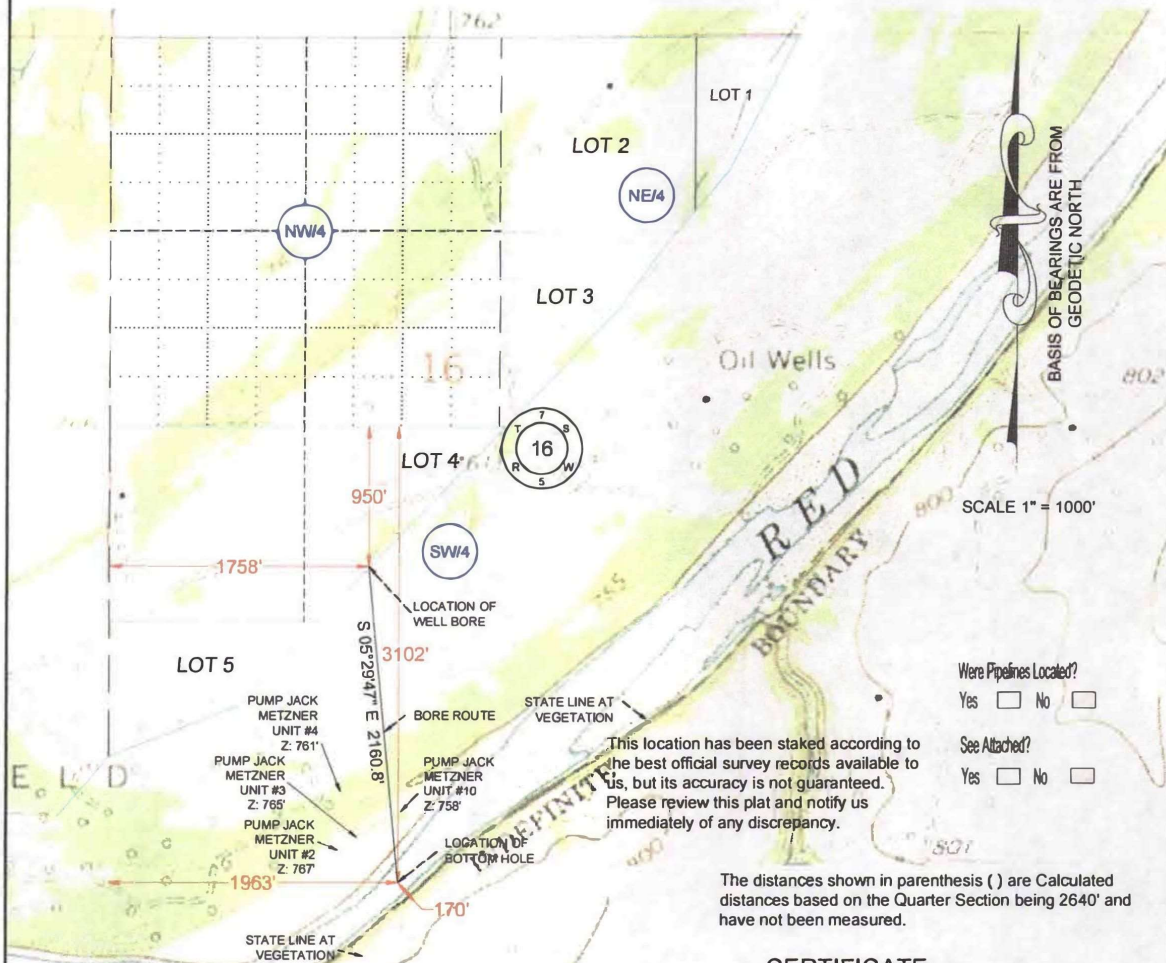 762
LOT 1
LOT 2
NE/4
NW/4
BASIS OF BEARINGS ARE FROM
GEODETIC NORTH
LOT 3
16
Oil Wells
802
7
T S
16
R W
5
LOT 4
950'
SCALE 1" = 1000'
800
RED
SW/4
1758'
755
LOCATION OF
WELL BORE
BOUNDARY
S 05°29'47" E 2160.8'
3102'
LOT 5
Were Pipelines Located?
Yes No
See Attached?
Yes No
PUMP JACK
METZNER
UNIT #4
Z: 761'
BORE ROUTE
STATE LINE AT
VEGETATION
This location has been staked according to
the best official survey records available to
us, but its accuracy is not guaranteed.
Please review this plat and notify us
immediately of any discrepancy.
E L D
PUMP JACK
METZNER
UNIT #3
Z: 765'
PUMP JACK
METZNER
UNIT #10
Z: 758'
INDEFINITE
PUMP JACK
METZNER
UNIT #2
Z: 767'
LOCATION OF
BOTTOM HOLE
800
801
1963'
170'
The distances shown in parenthesis ( ) are Calculated
distances based on the Quarter Section being 2640' and
have not been measured.
STATE LINE AT
VEGETATION
CERTIFICATE